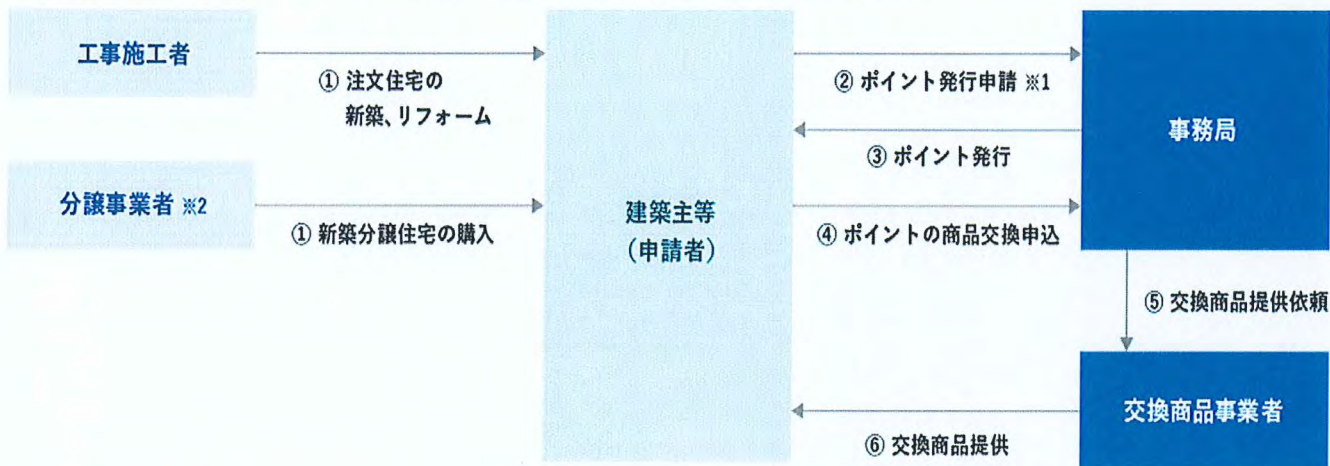 工事施工者
① 注文住宅の
新築、リフォーム
分譲事業者 ※2
① 新築分譲住宅の購入
建築主等
（申請者）
② ポイント発行申請 ※1
③ ポイント発行
④ ポイントの商品交換申込
事務局
⑤ 交換商品提供依頼
交換商品事業者
⑥ 交換商品提供